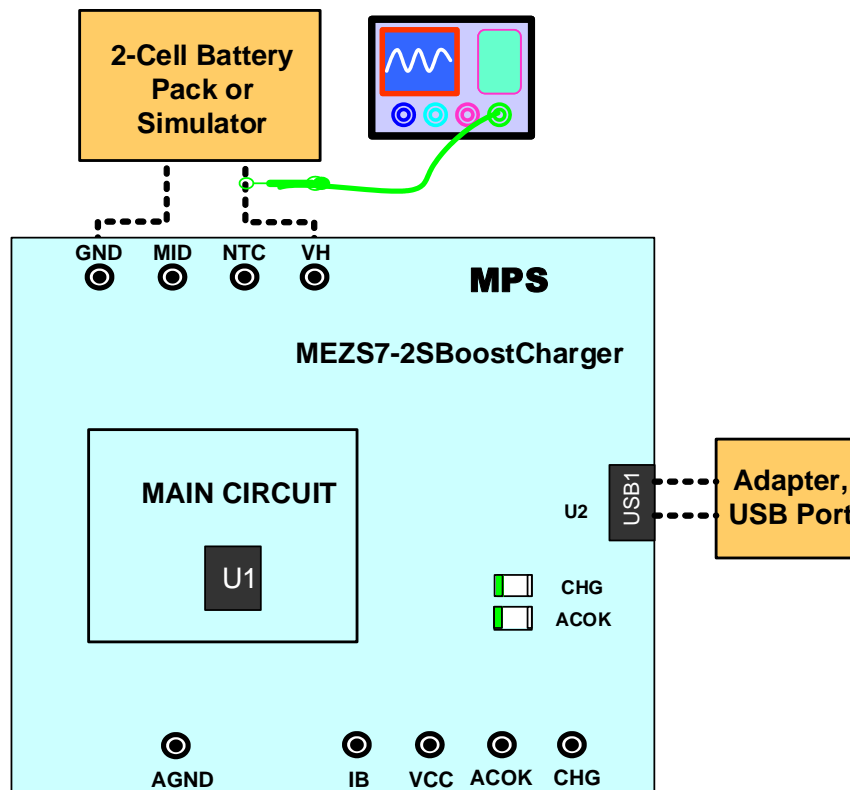 2-Cell Battery
Pack or
Simulator
GND MID NTC VH
MPS
MEZS7-2SBoostCharger
MAIN CIRCUIT
U1
U2
USB1
Adapter,
USB Port
CHG
ACOK
AGND IB VCC ACOK CHG